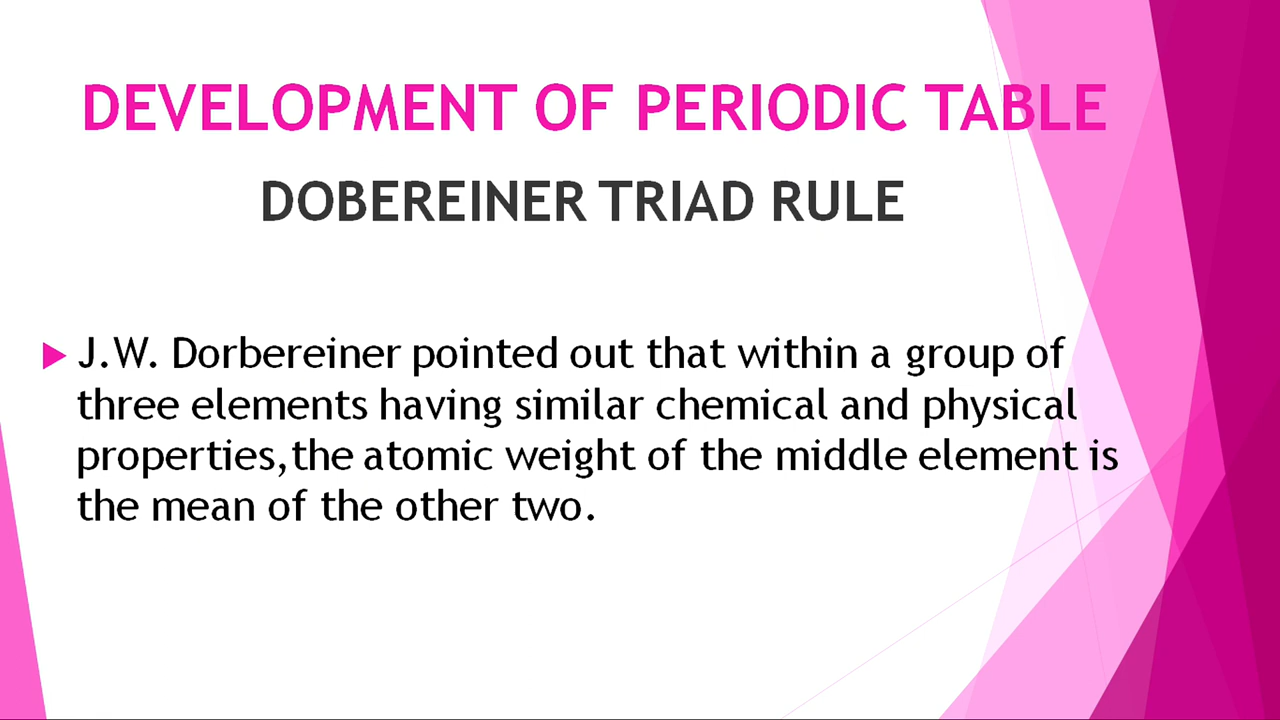 DEVELOPMENT OF PERIODIC TABLE
DOBEREINER TRIAD RULE
J.W. Dorbereiner pointed out that within a group of
three elements having similar chemical and physical
properties,the atomic weight of the middle element is
the mean of the other two.